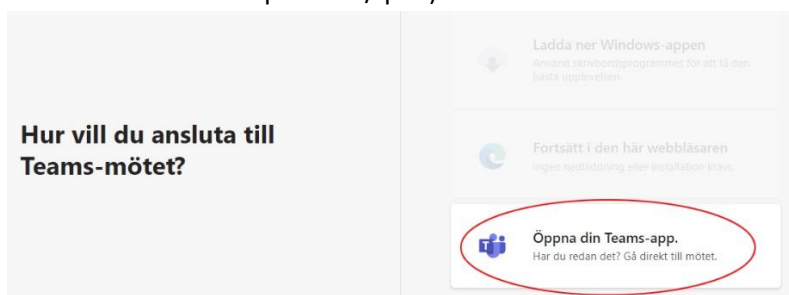 Hur vill du ansluta till
Teams-mötet?
Ladda ner Windows-appen
Använd skrivbordsprogrammet för att få den
bästa upplevelsen.
Fortsätt i den här webbläsaren
Ingen nedladdning eller installation krävs.
Öppna din Teams-app.
Har du redan det? Gå direkt till mötet.